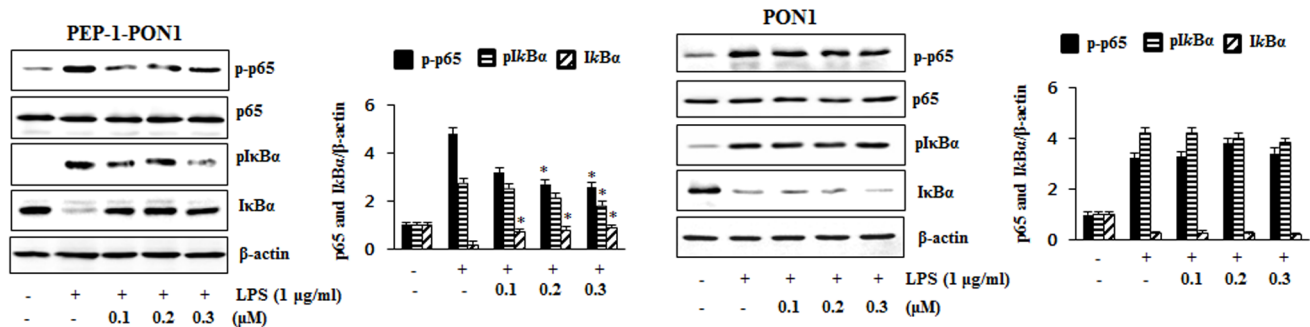 PEP-1-PON1
p-p65
p65
pIκBα
IκBα
β-actin
- + + + + LPS (1 μg/ml)
- - 0.1 0.2 0.3 (μM)
p-p65 pIkBα IkBα
p65 and IkBα/β-actin
6
4
2
0
* * * * * *
- + + + +
- - 0.1 0.2 0.3
PON1
p-p65
p65
pIκBα
IκBα
β-actin
- + + + + LPS (1 μg/ml)
- - 0.1 0.2 0.3 (μM)
p-p65 pIkBα IkBα
p65 and IkBα/β-actin
6
4
2
0
- + + + +
- - 0.1 0.2 0.3